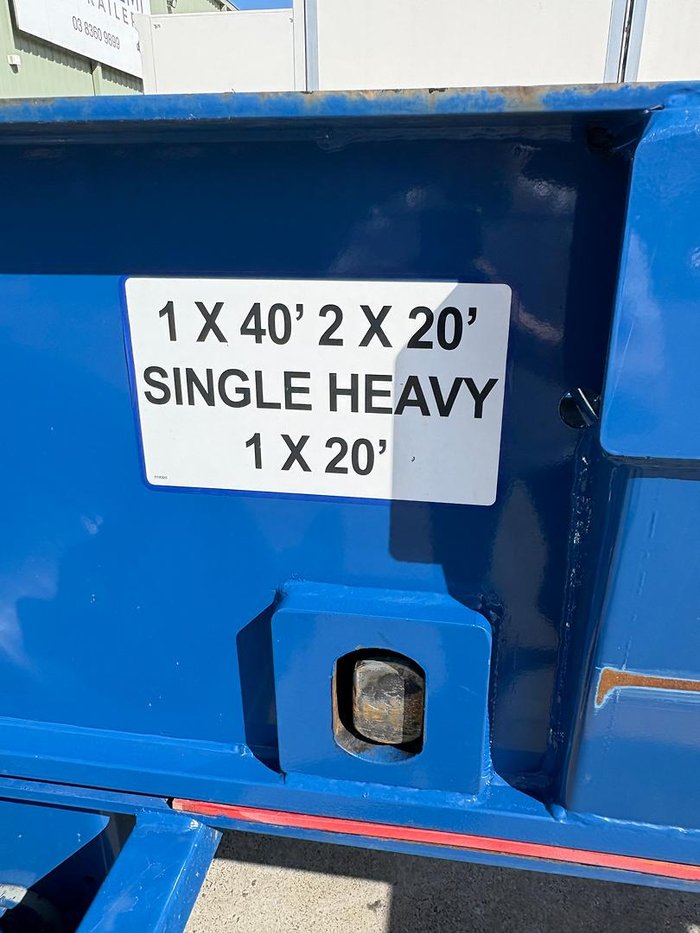 03 8360 9899
1 X 40’ 2 X 20’
SINGLE HEAVY
1 X 20’